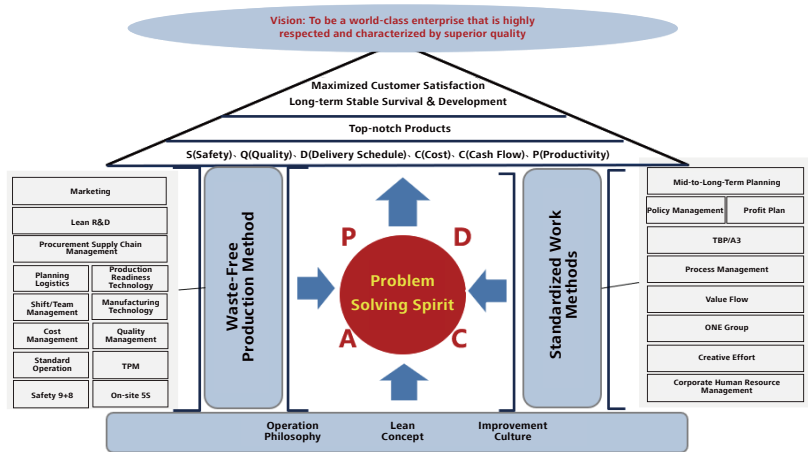 Vision: To be a world-class enterprise that is highly
respected and characterized by superior quality
Maximized Customer Satisfaction
Long-term Stable Survival & Development
Top-notch Products
S(Safety)、Q(Quality)、D(Delivery Schedule)、C(Cost)、C(Cash Flow)、P(Productivity)
Marketing
Lean R&D
Procurement Supply Chain
Management
Planning
Logistics
Production
Readiness
Technology
Shift/Team
Management
Manufacturing
Technology
Cost
Management
Quality
Management
Standard
Operation
TPM
Safety 9+8
On-site 5S
Waste-Free
Production Method
P
D
Problem
Solving Spirit
A
C
Standardized Work
Methods
Mid-to-Long-Term Planning
Policy Management
Profit Plan
TBP/A3
Process Management
Value Flow
ONE Group
Creative Effort
Corporate Human Resource
Management
Operation
Philosophy
Lean
Concept
Improvement
Culture